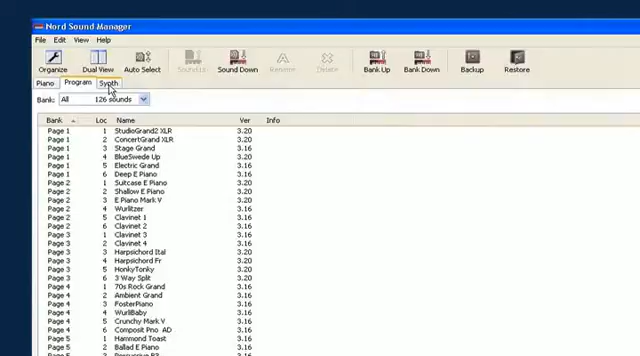 Nord Sound Manager
File Edit View Help
Organize Dual View Auto Select Sound Up Sound Down Rename Delete Bank Up Bank Down Backup Restore
Piano Program Synth
Bank: All 126 sounds
Bank Loc Name Ver Info
Page 1 1 StudioGrand2 XLR 3.20
Page 1 2 ConcertGrand XLR 3.20
Page 1 3 Stage Grand 3.16
Page 1 4 BlueSwede Up 3.20
Page 1 5 Electric Grand 3.16
Page 1 6 Deep E Piano 3.16
Page 2 1 Suitcase E Piano 3.20
Page 2 2 Shallow E Piano 3.16
Page 2 3 E Piano Mark V 3.20
Page 2 4 Wurlitzer 3.16
Page 2 5 Clavinet 1 3.16
Page 2 6 Clavinet 2 3.16
Page 3 1 Clavinet 3 3.16
Page 3 2 Clavinet 4 3.16
Page 3 3 Harpsichord Ital 3.20
Page 3 4 Harpsichord Fr 3.16
Page 3 5 HonkyTonky 3.20
Page 3 6 3 Way Split 3.16
Page 4 1 70s Rock Grand 3.16
Page 4 2 Ambient Grand 3.16
Page 4 3 FosterPiano 3.16
Page 4 4 WurliBaby 3.16
Page 4 5 Crunchy Mark V 3.16
Page 4 6 Composit Pno AD 3.16
Page 5 1 Hammond Toast 3.16
Page 5 2 Ballad E Piano 3.16